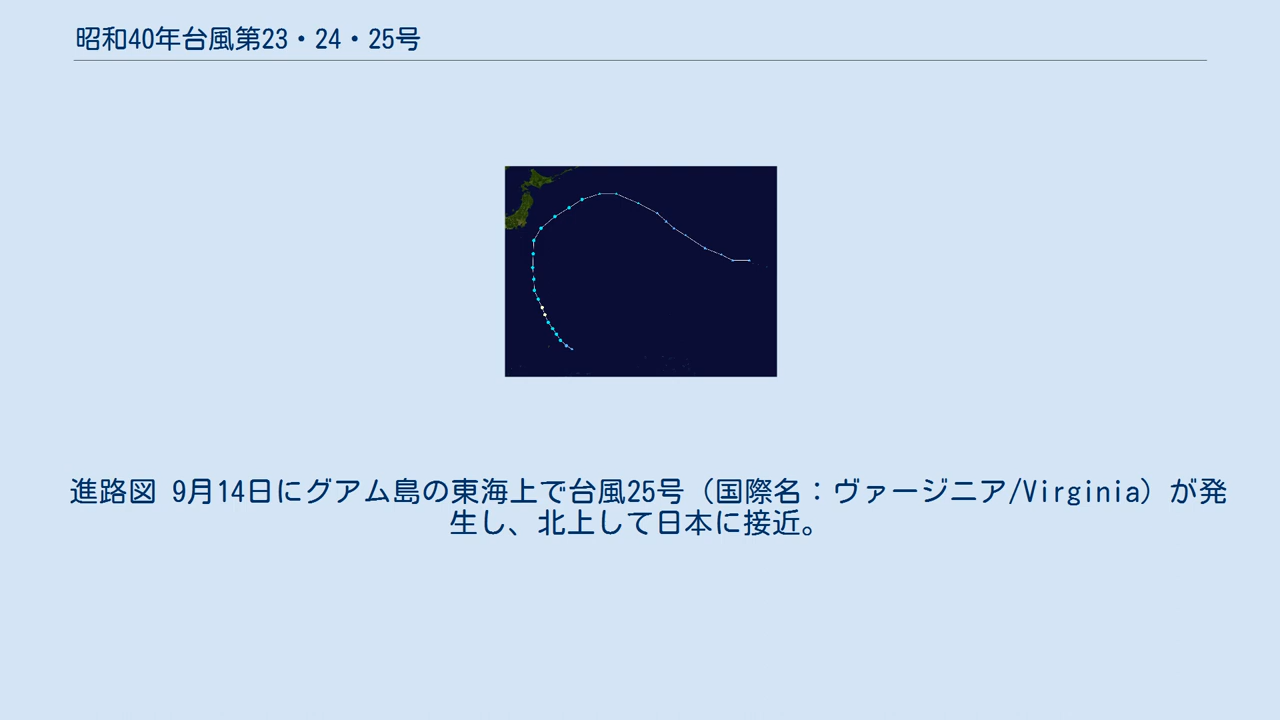 昭和40年台風第23・24・25号
進路図 9月14日にグアム島の東海上で台風25号（国際名：ヴァージニア/Virginia）が発
生し、北上して日本に接近。